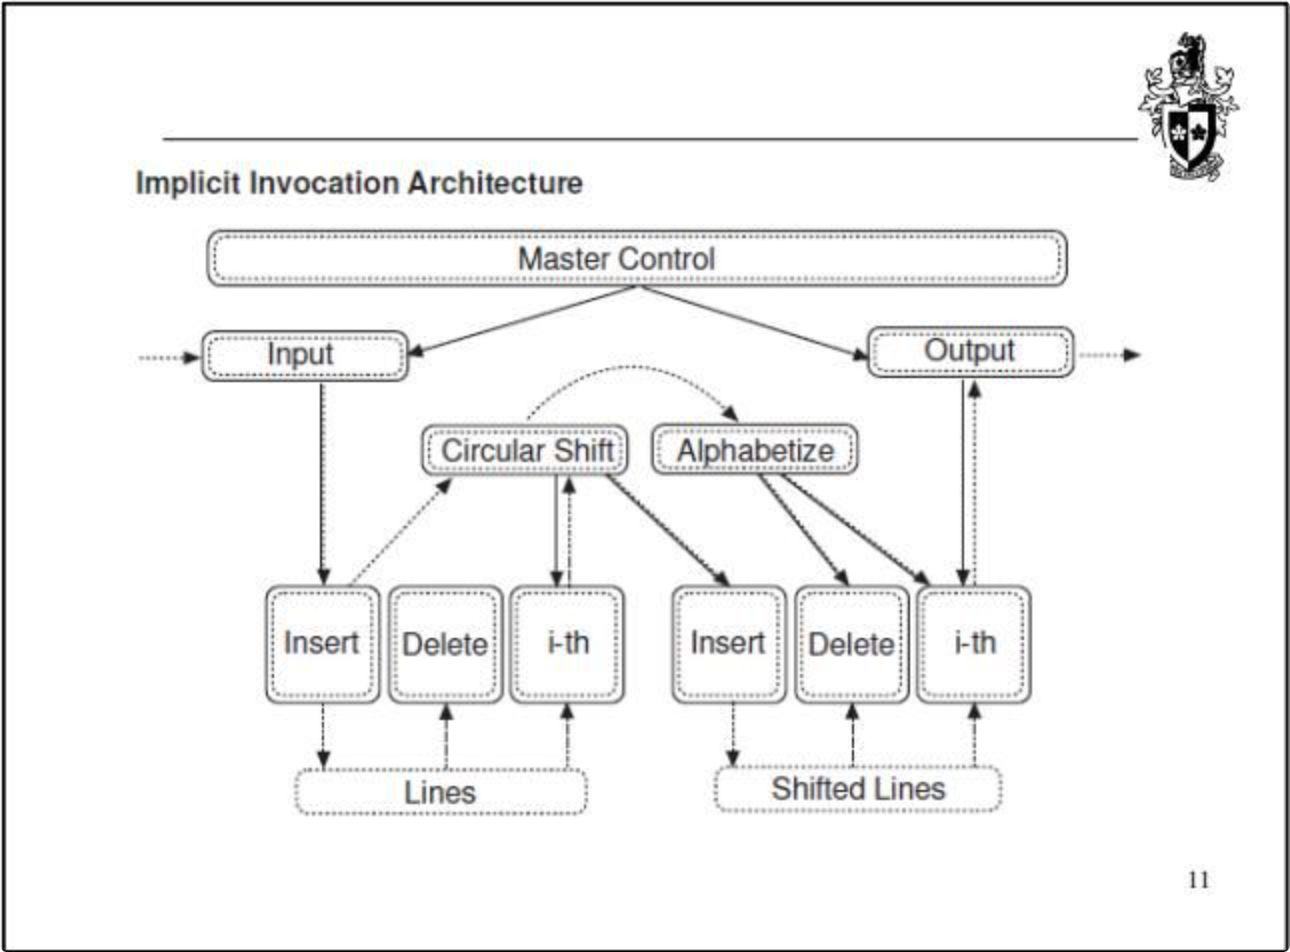 Implicit Invocation Architecture
Master Control
Input
Output
Circular Shift
Alphabetize
Insert
Delete
i-th
Insert
Delete
i-th
Lines
Shifted Lines
11